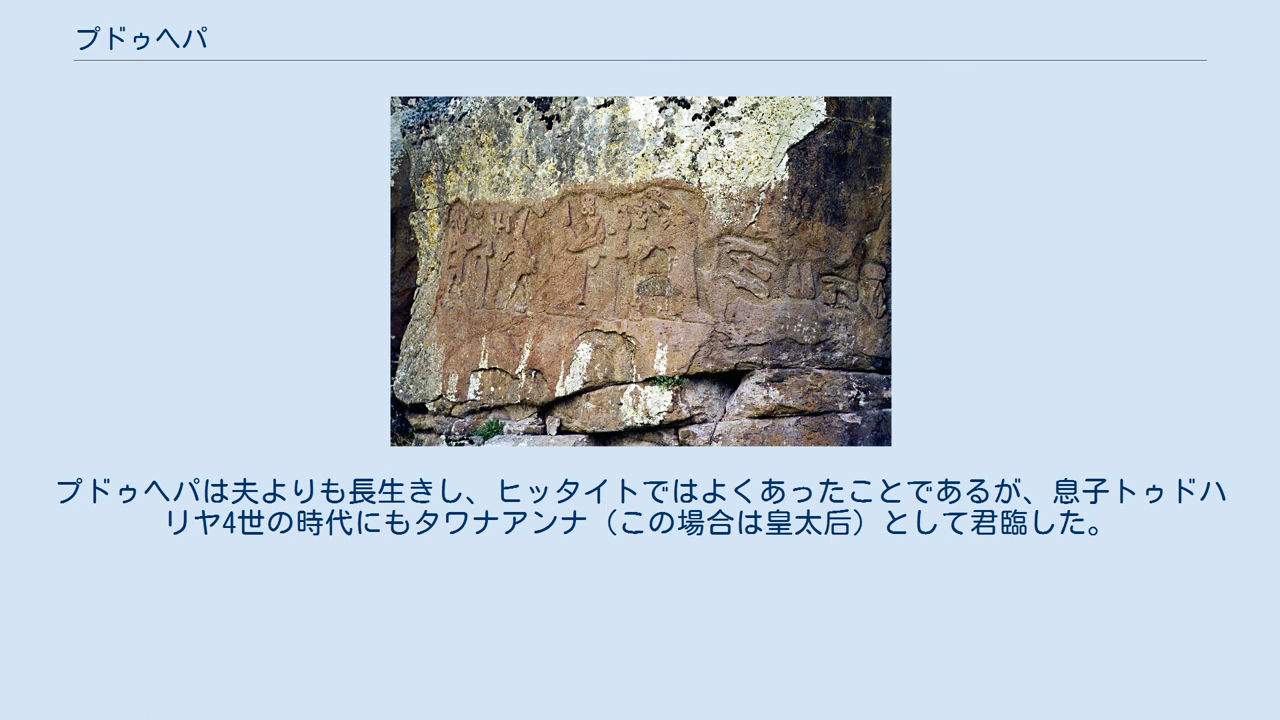 プドゥヘパ
プドゥヘパは夫よりも長生きし、ヒッタイトではよくあったことであるが、息子トゥドハ
リヤ4世の時代にもタワナアンナ（この場合は皇太后）として君臨した。